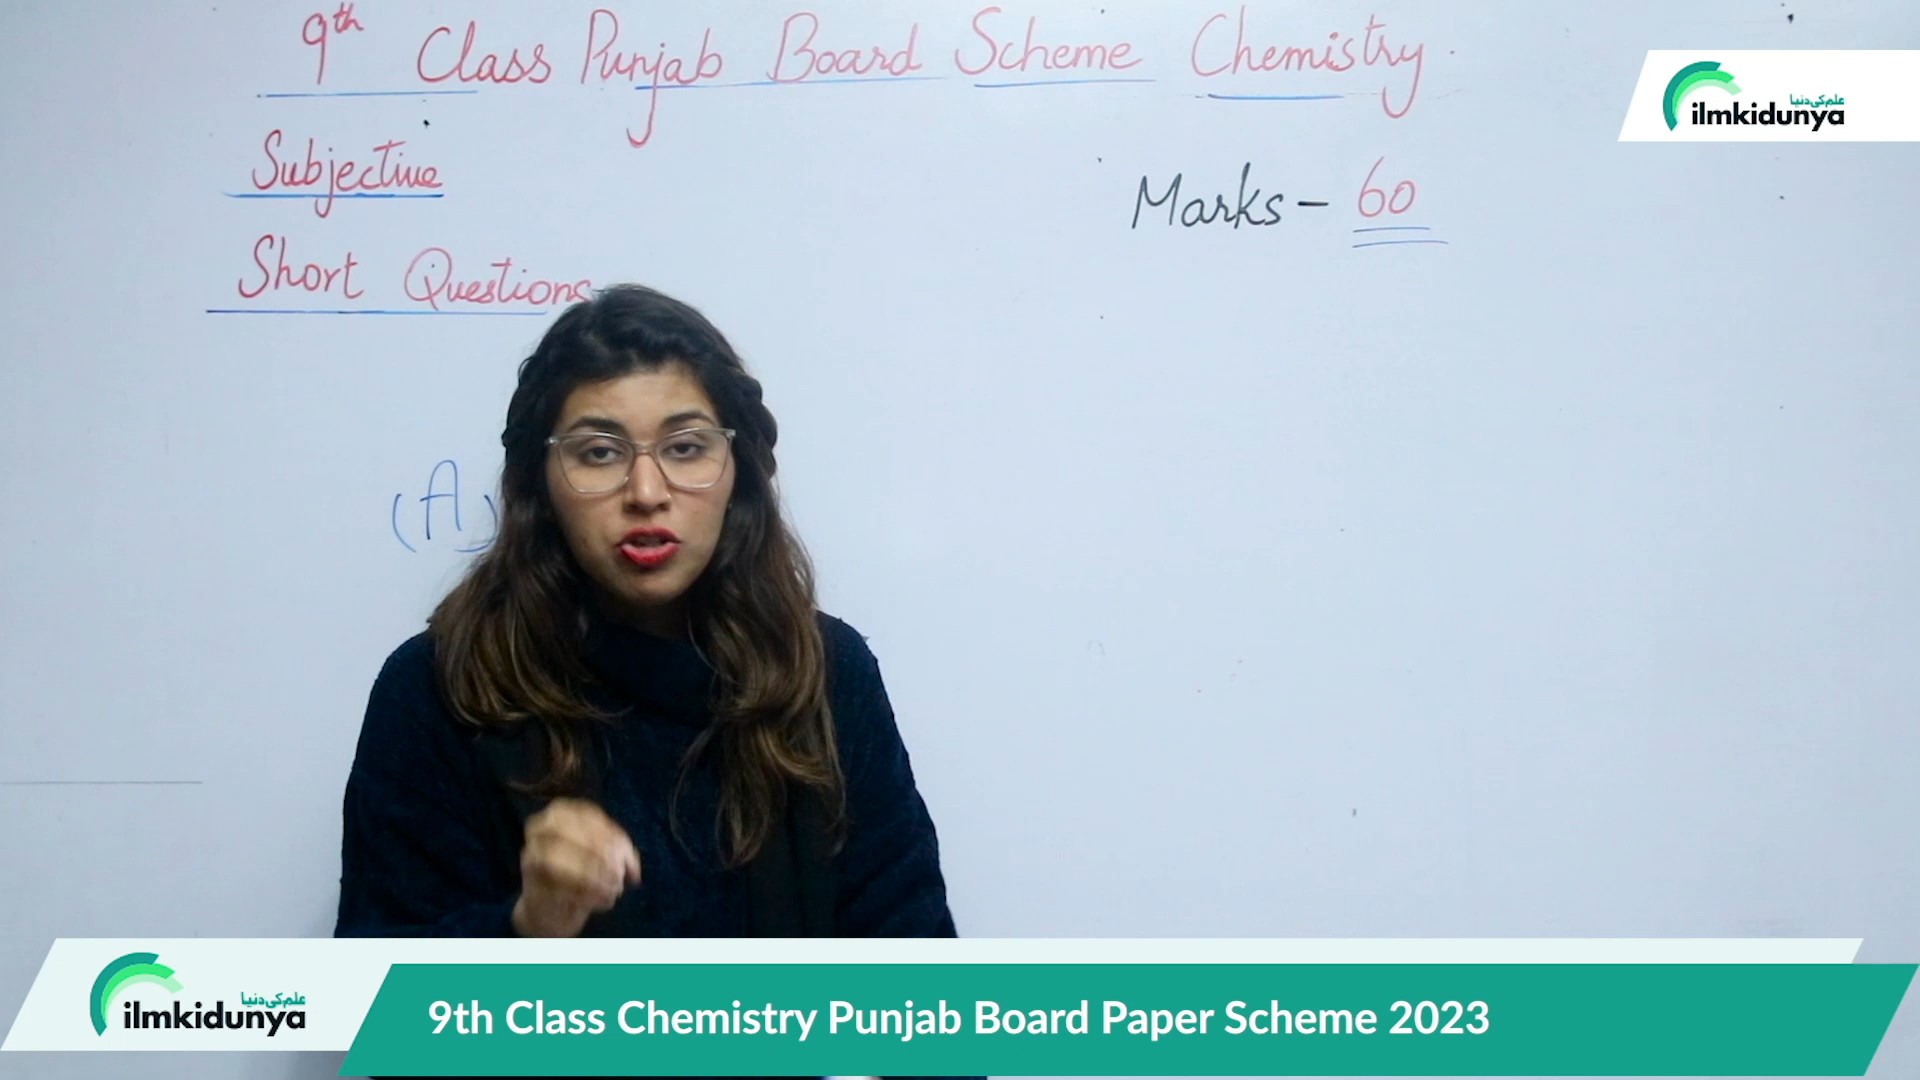 9th Class Punjab Board Scheme Chemistry.
علم کی دنیا
ilmkidunya
Subjective
Marks - 60
Short Questions
(A)
علم کی دنیا
ilmkidunya
9th Class Chemistry Punjab Board Paper Scheme 2023